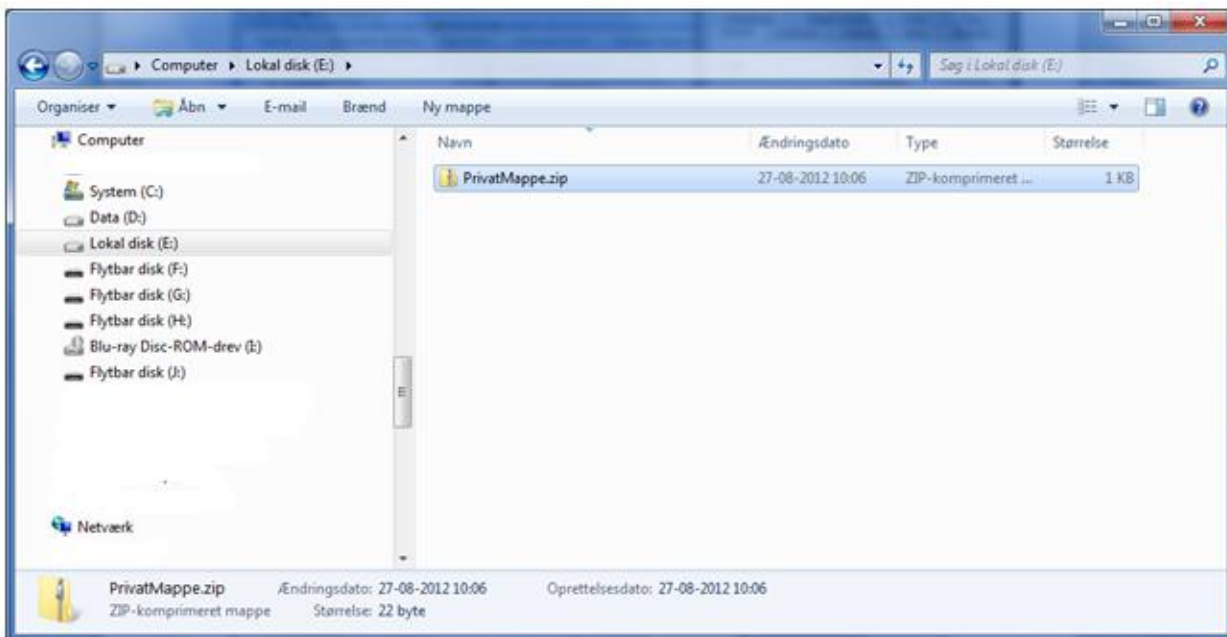 Computer ▸ Lokal disk (E:) ▸
Søg i Lokal disk (E:)
Organiser Åbn E-mail Brænd Ny mappe
Computer
System (C:)
Data (D:)
Lokal disk (E:)
Flytbar disk (F:)
Flytbar disk (G:)
Flytbar disk (H:)
Blu-ray Disc-ROM-drev (I:)
Flytbar disk (J:)
Netværk
Navn Ændringsdato Type Størrelse
PrivatMappe.zip 27-08-2012 10:06 ZIP-komprimeret ... 1 KB
PrivatMappe.zip Ændringsdato: 27-08-2012 10:06 Oprettelsesdato: 27-08-2012 10:06
ZIP-komprimeret mappe Størrelse: 22 byte